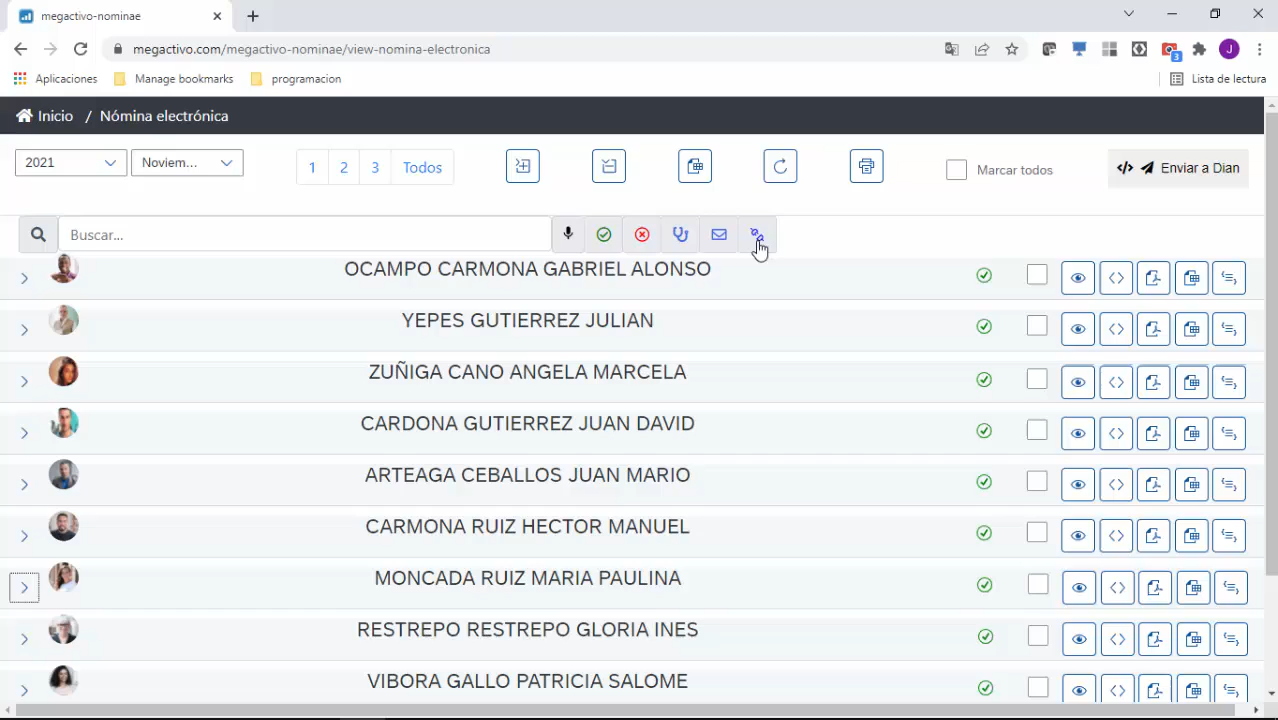 megactivo-nominae
megactivo.com/megactivo-nominae/view-nomina-electronica
3
J
Aplicaciones
Manage bookmarks
programacion
Lista de lectura
Inicio / Nómina electrónica
2021
Noviem...
1 2 3 Todos
Marcar todos
Enviar a Dian
Buscar...
OCAMPO CARMONA GABRIEL ALONSO
YEPES GUTIERREZ JULIAN
ZUÑIGA CANO ANGELA MARCELA
CARDONA GUTIERREZ JUAN DAVID
ARTEAGA CEBALLOS JUAN MARIO
CARMONA RUIZ HECTOR MANUEL
MONCADA RUIZ MARIA PAULINA
RESTREPO RESTREPO GLORIA INES
VIBORA GALLO PATRICIA SALOME